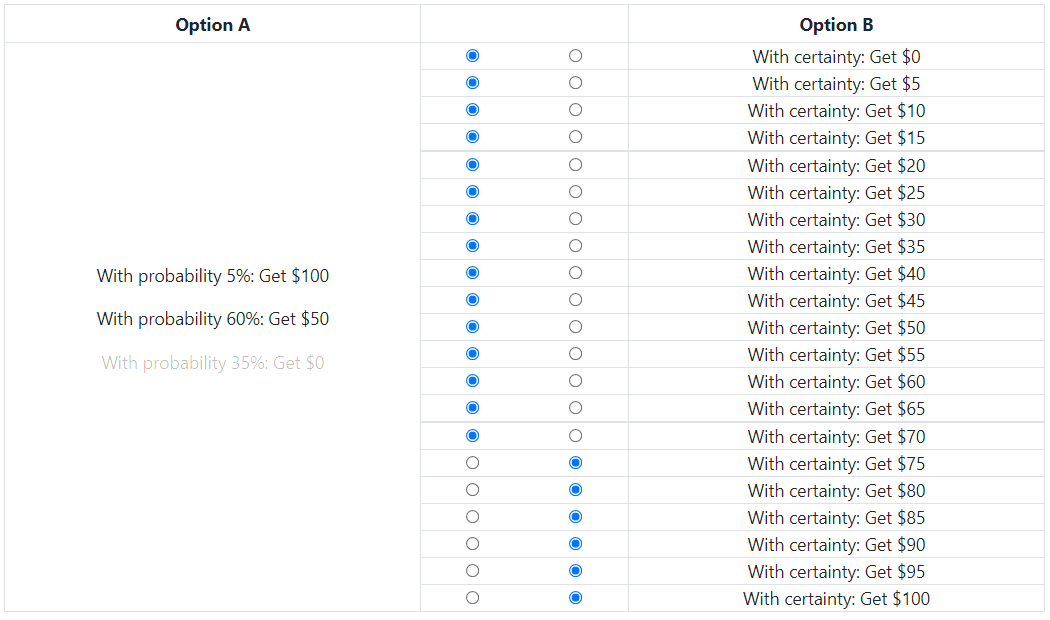 Option A
Option B
With probability 5%: Get $100
With probability 60%: Get $50
With probability 35%: Get $0
With certainty: Get $0
With certainty: Get $5
With certainty: Get $10
With certainty: Get $15
With certainty: Get $20
With certainty: Get $25
With certainty: Get $30
With certainty: Get $35
With certainty: Get $40
With certainty: Get $45
With certainty: Get $50
With certainty: Get $55
With certainty: Get $60
With certainty: Get $65
With certainty: Get $70
With certainty: Get $75
With certainty: Get $80
With certainty: Get $85
With certainty: Get $90
With certainty: Get $95
With certainty: Get $100